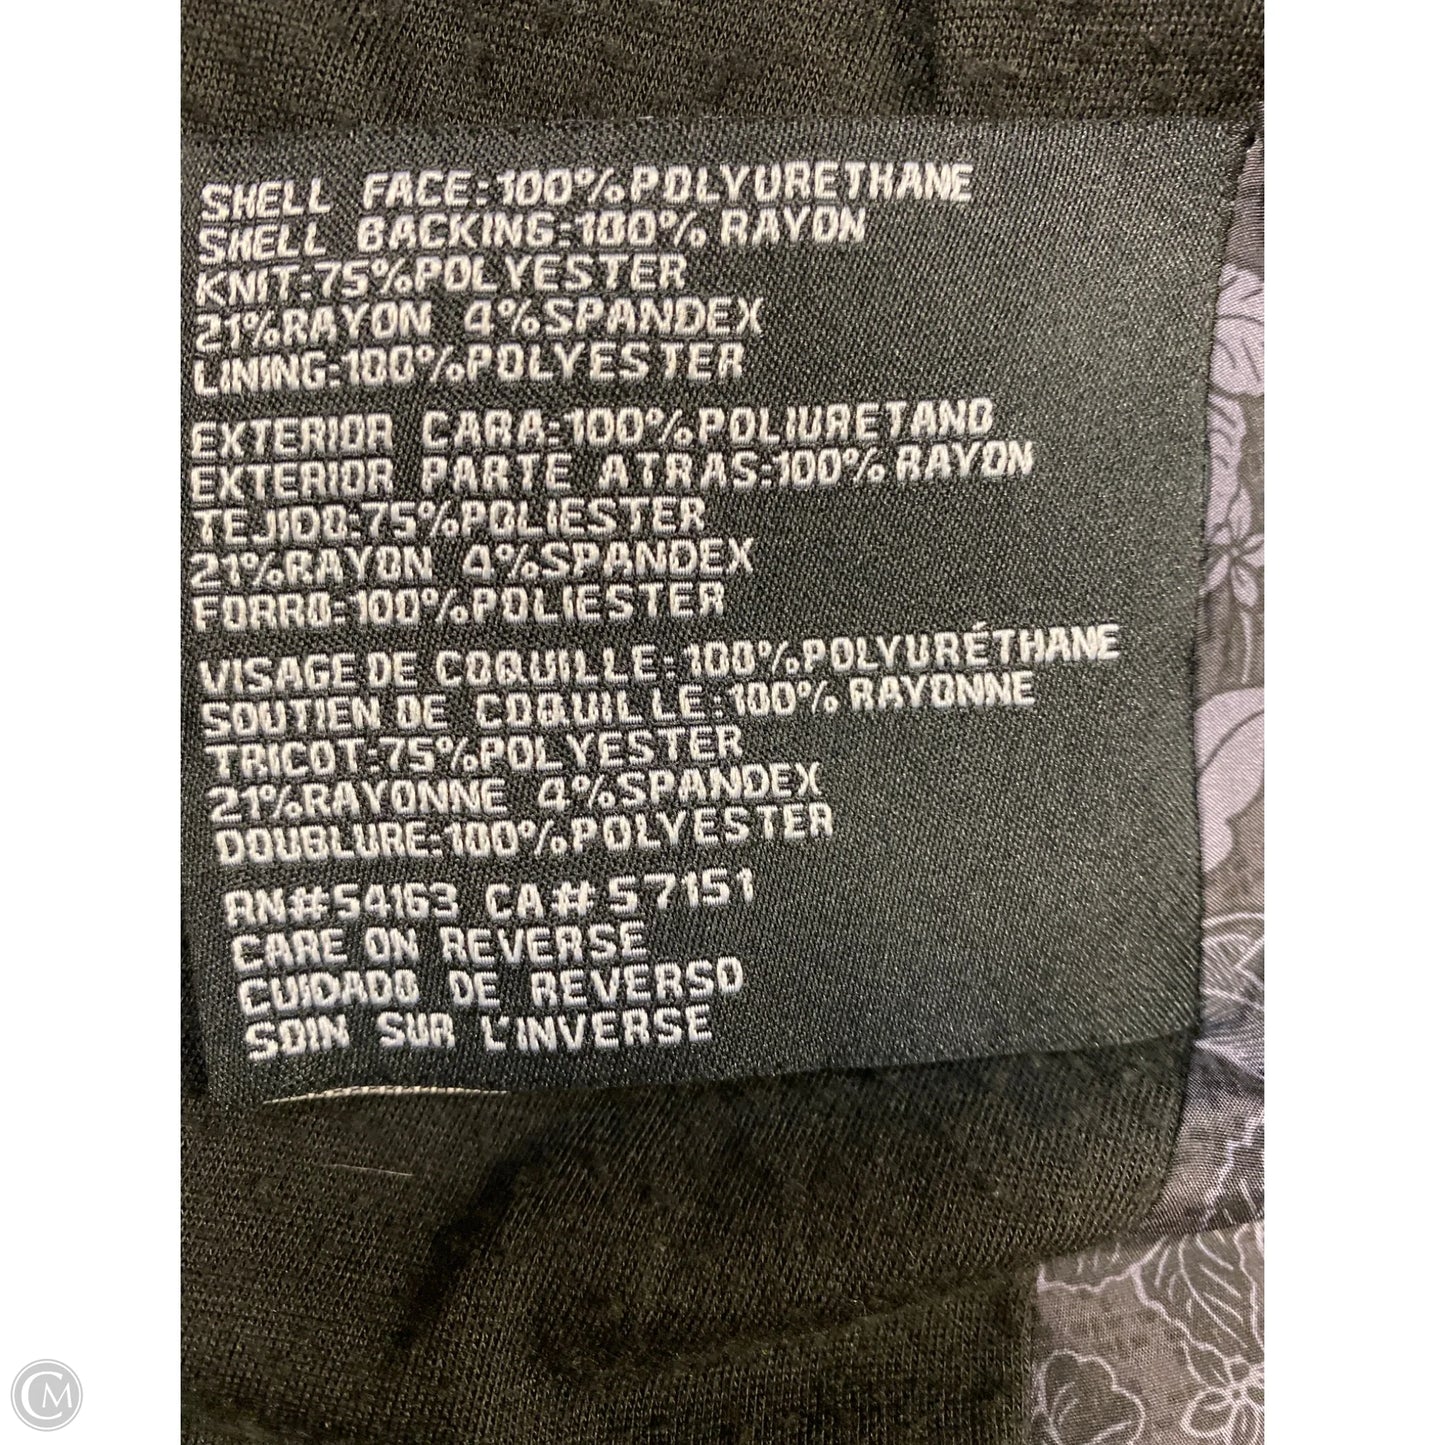 SHELL FACE:100%POLYURETHANE
SHELL BACKING:100% RAYON
KNIT:75%POLYESTER
21%RAYON 4%SPANDEX
LINING:100%POLYESTER
EXTERIOR CARA:100%POLIURETANO
EXTERIOR PARTE ATRAS:100% RAYON
TEJIDO:75%POLIESTER
21%RAYON 4%SPANDEX
FORRO:100%POLIESTER
VISAGE DE COQUILLE:100%POLYURÉTHANE
SOUTIEN DE COQUILLE:100% RAYONNE
TRICOT:75%POLYESTER
21%RAYONNE 4%SPANDEX
DOUBLURE:100%POLYESTER
RN#54163 CA#57151
CARE ON REVERSE
CUIDADO DE REVERSO
SOIN SUR L'INVERSE
CM